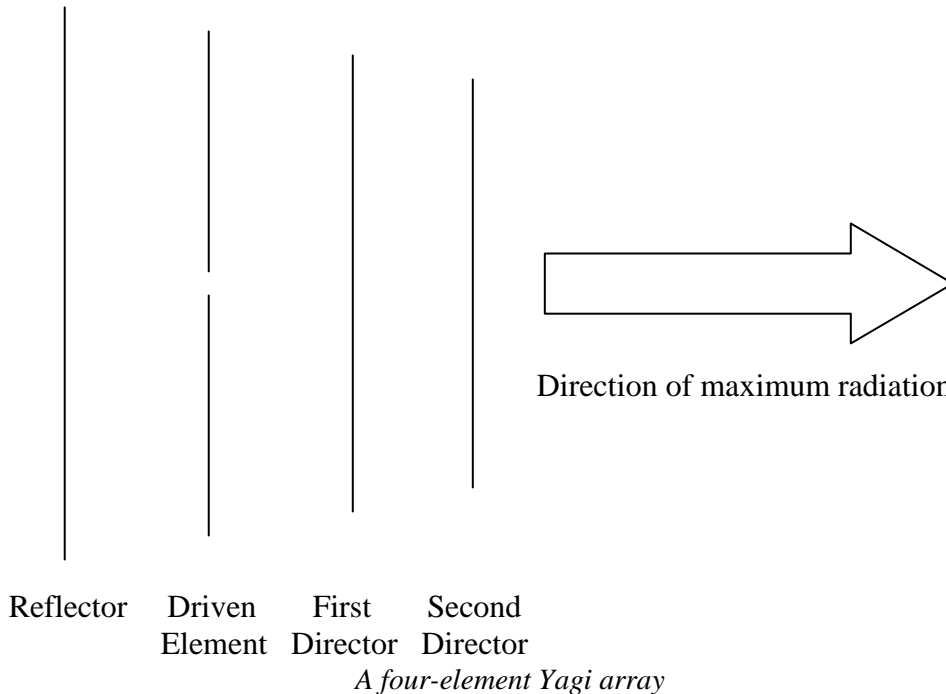 Direction of maximum radiation
Reflector Driven First Second
Element Director Director
A four-element Yagi array